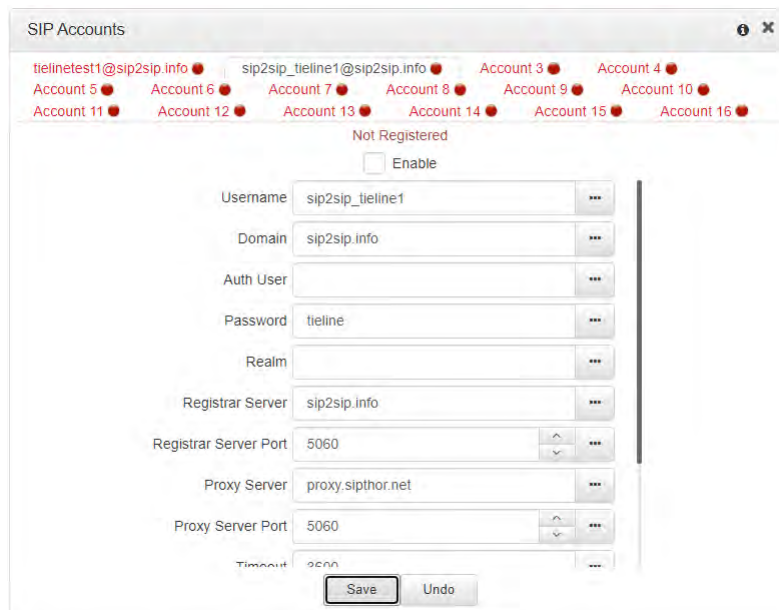 SIP Accounts
tielinetest1@sip2sip.info sip2sip_tieline1@sip2sip.info Account 3 Account 4
Account 5 Account 6 Account 7 Account 8 Account 9 Account 10
Account 11 Account 12 Account 13 Account 14 Account 15 Account 16
Not Registered
Enable
Username sip2sip_tieline1
Domain sip2sip.info
Auth User
Password tieline
Realm
Registrar Server sip2sip.info
Registrar Server Port 5060
Proxy Server proxy.sipthor.net
Proxy Server Port 5060
Timeout 3600
Save Undo